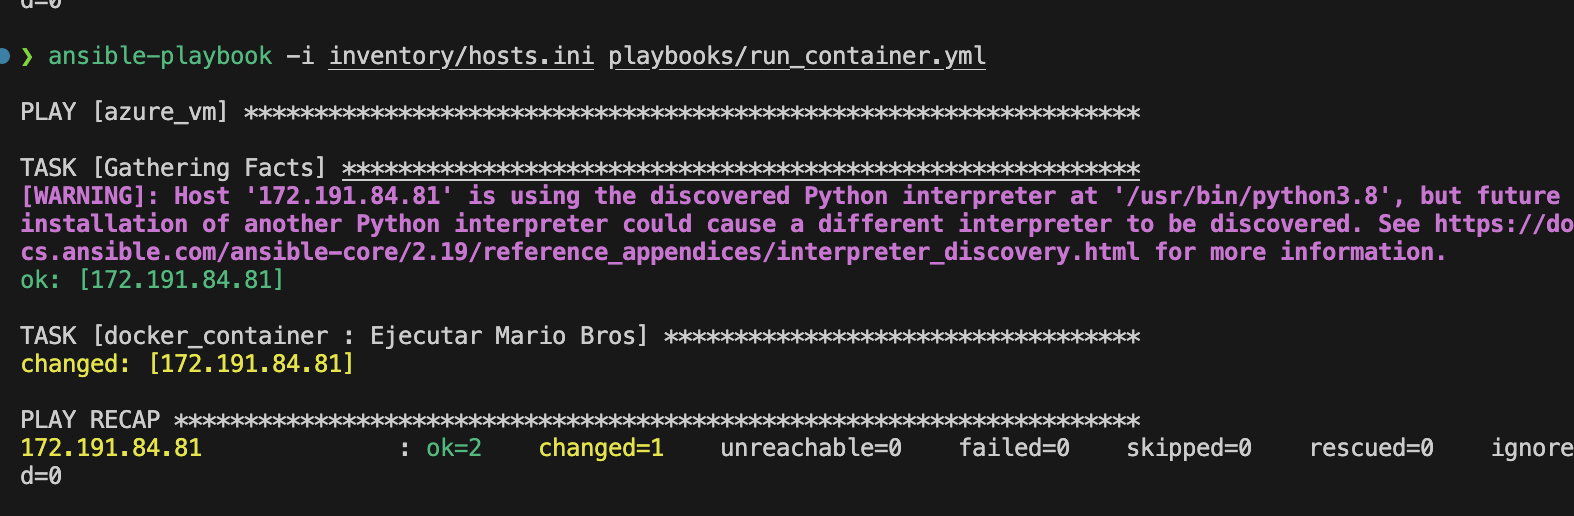 d=0
❯ ansible-playbook -i inventory/hosts.ini playbooks/run_container.yml
PLAY [azure_vm] ****************************************************************
TASK [Gathering Facts] *********************************************************
[WARNING]: Host '172.191.84.81' is using the discovered Python interpreter at '/usr/bin/python3.8', but future
installation of another Python interpreter could cause a different interpreter to be discovered. See https://do
cs.ansible.com/ansible-core/2.19/reference_appendices/interpreter_discovery.html for more information.
ok: [172.191.84.81]
TASK [docker_container : Ejecutar Mario Bros] **********************************
changed: [172.191.84.81]
PLAY RECAP *********************************************************************
172.191.84.81              : ok=2    changed=1    unreachable=0    failed=0    skipped=0    rescued=0    ignore
d=0